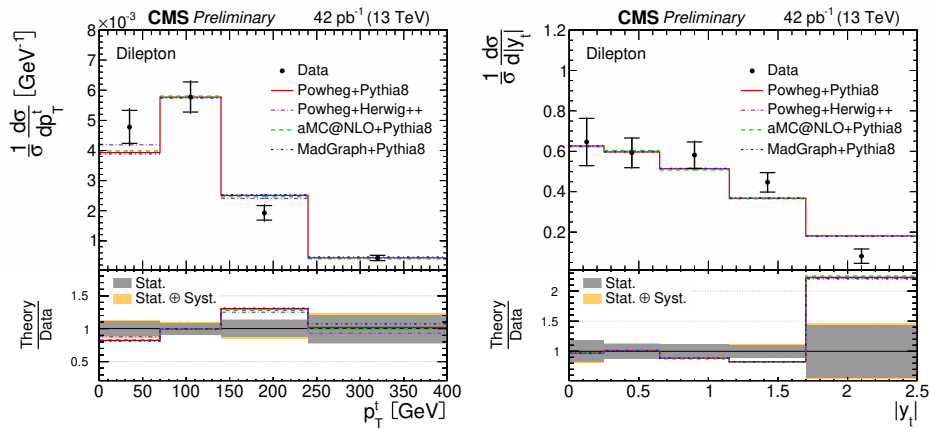 CMS Preliminary 42 pb⁻¹ (13 TeV)
×10⁻³
Dilepton
Data
Powheg+Pythia8
Powheg+Herwig++
aMC@NLO+Pythia8
MadGraph+Pythia8
1/σ dσ/dp_T^t [GeV⁻¹]
8
7
6
5
4
3
2
1
Stat.
Stat. ⊕ Syst.
Theory/Data
1.5
1
0.5
0 50 100 150 200 250 300 350 400
p_T^t [GeV]
CMS Preliminary 42 pb⁻¹ (13 TeV)
Dilepton
Data
Powheg+Pythia8
Powheg+Herwig++
aMC@NLO+Pythia8
MadGraph+Pythia8
1/σ dσ/d|y_t|
1.2
1
0.8
0.6
0.4
0.2
Stat.
Stat. ⊕ Syst.
Theory/Data
2
1.5
1
0 0.5 1 1.5 2 2.5
|y_t|